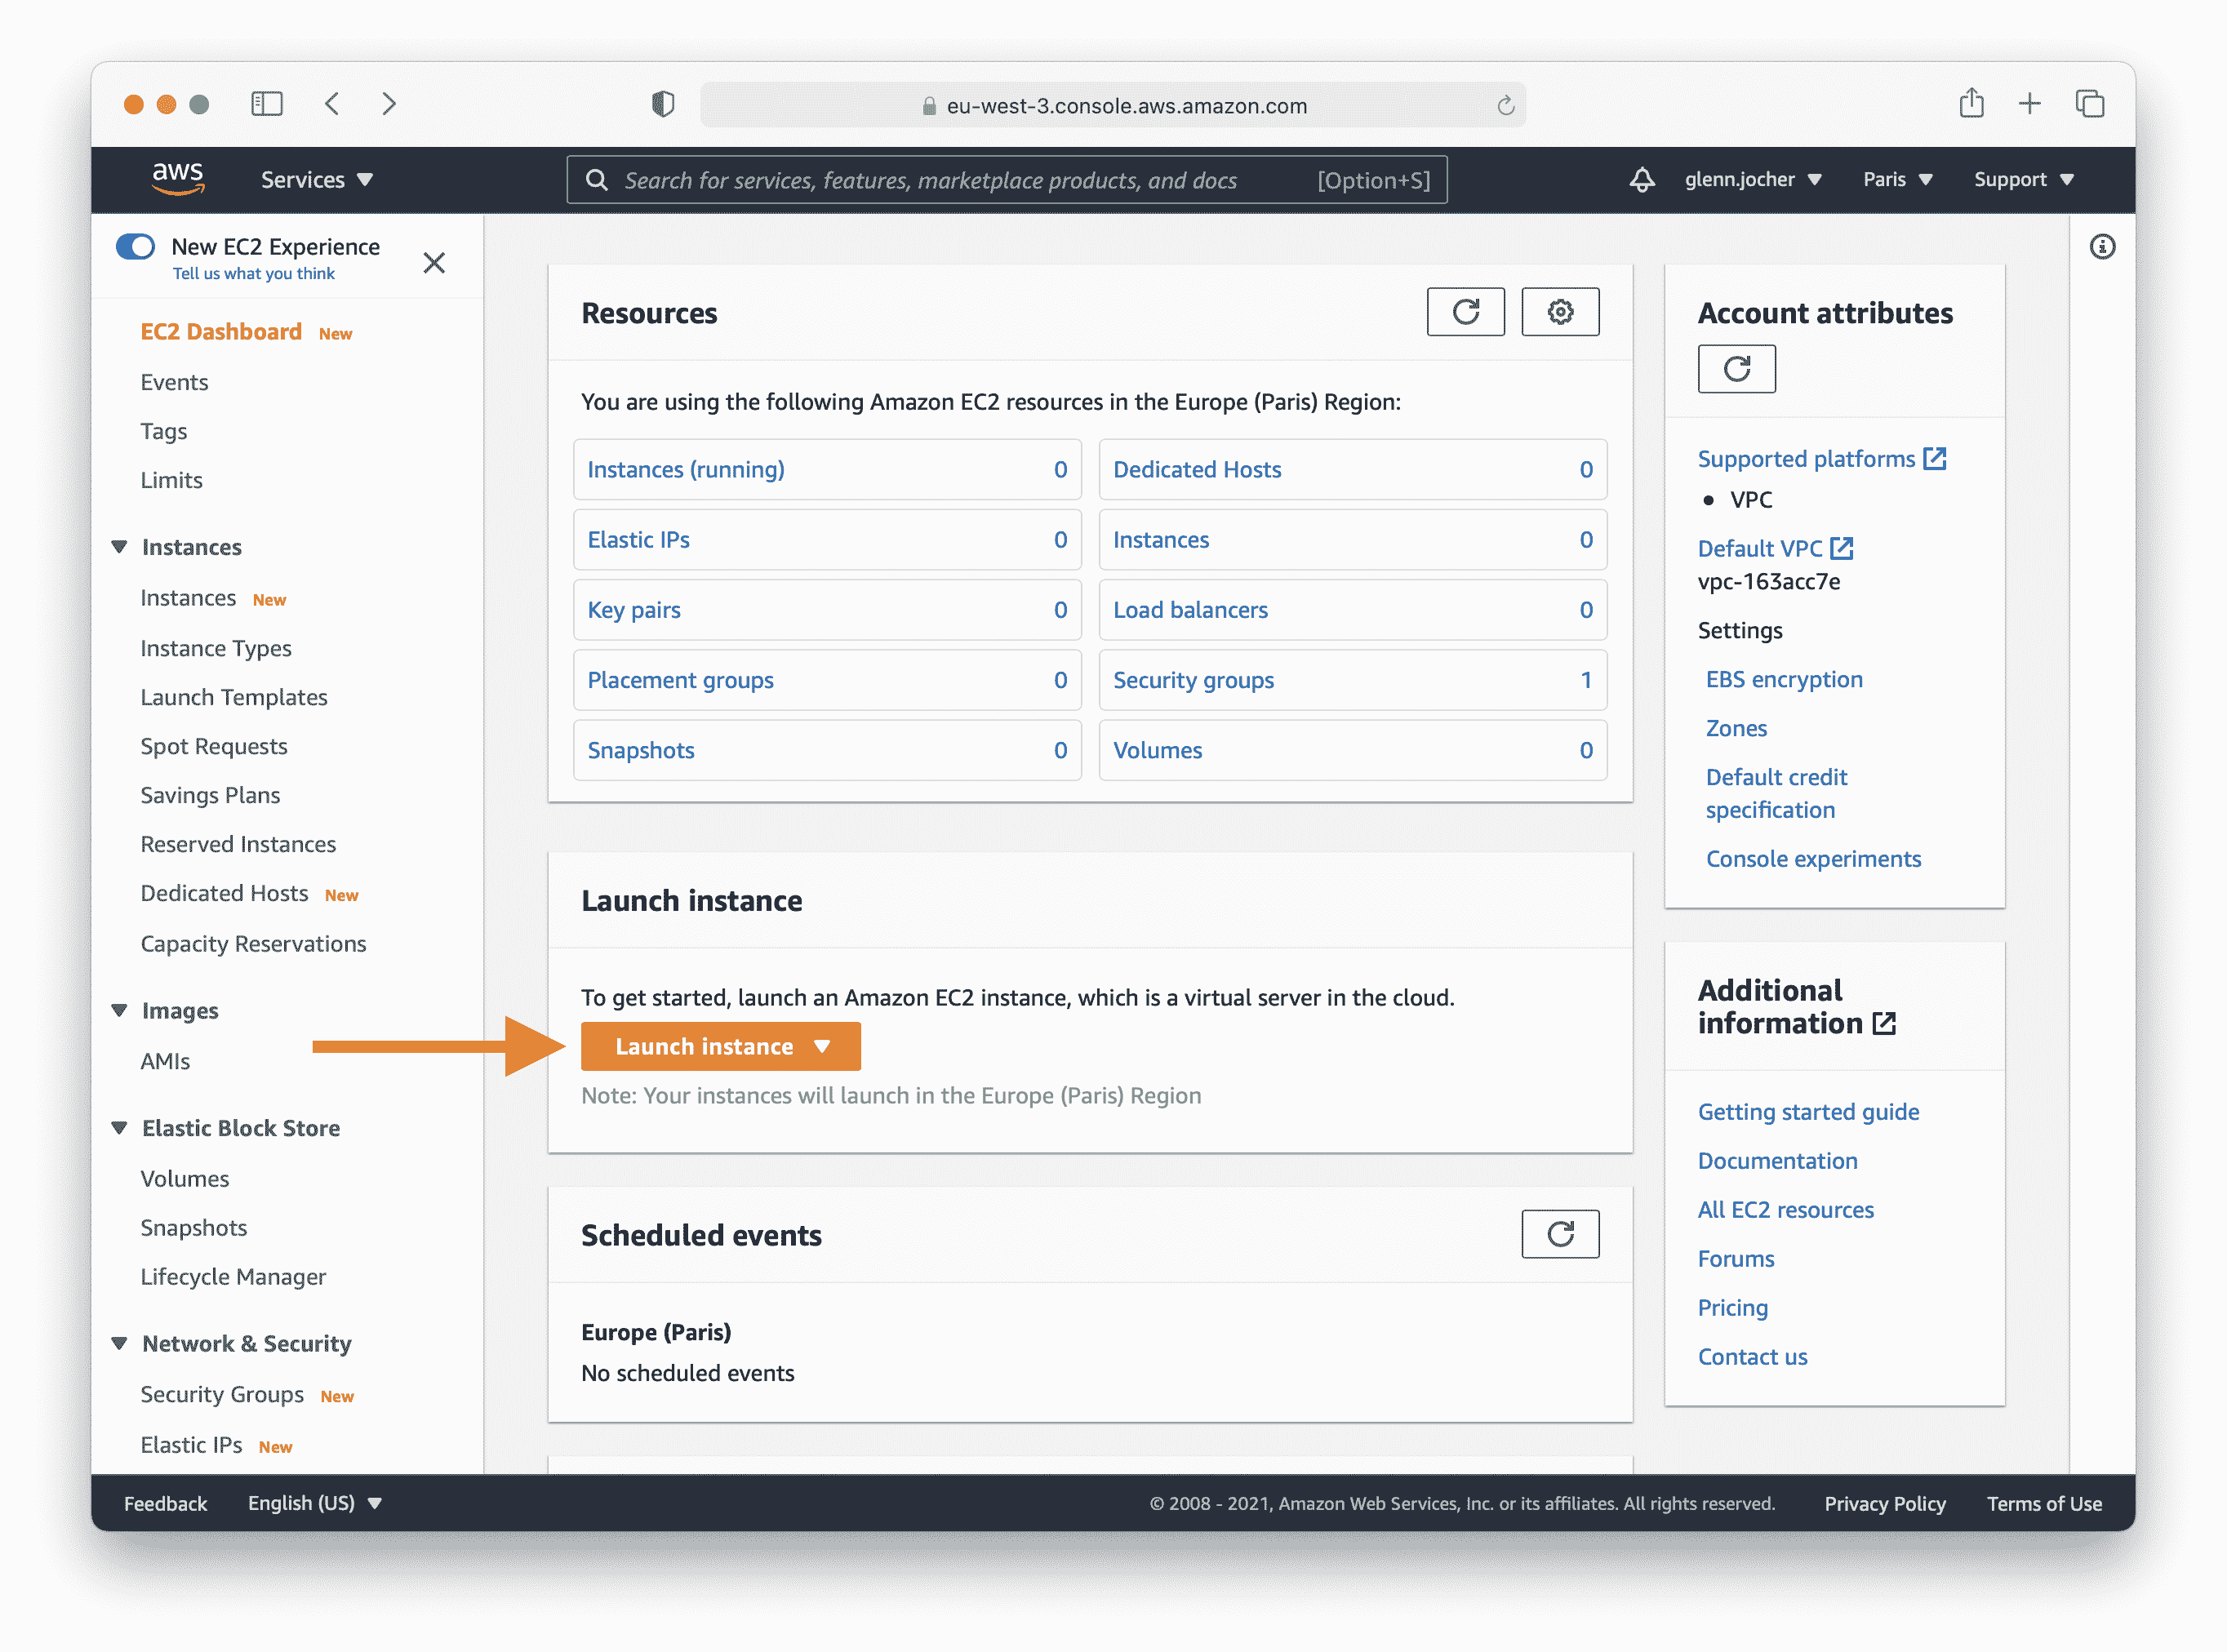 eu-west-3.console.aws.amazon.com
aws
Services
Search for services, features, marketplace products, and docs [Option+S]
glenn.jocher
Paris
Support
New EC2 Experience
Tell us what you think
EC2 Dashboard New
Events
Tags
Limits
Instances
Instances New
Instance Types
Launch Templates
Spot Requests
Savings Plans
Reserved Instances
Dedicated Hosts New
Capacity Reservations
Images
AMIs
Elastic Block Store
Volumes
Snapshots
Lifecycle Manager
Network & Security
Security Groups New
Elastic IPs New
Resources
You are using the following Amazon EC2 resources in the Europe (Paris) Region:
Instances (running) 0
Dedicated Hosts 0
Elastic IPs 0
Instances 0
Key pairs 0
Load balancers 0
Placement groups 0
Security groups 1
Snapshots 0
Volumes 0
Launch instance
To get started, launch an Amazon EC2 instance, which is a virtual server in the cloud.
Launch instance
Note: Your instances will launch in the Europe (Paris) Region
Scheduled events
Europe (Paris)
No scheduled events
Account attributes
Supported platforms
• VPC
Default VPC
vpc-163acc7e
Settings
EBS encryption
Zones
Default credit
specification
Console experiments
Additional
information
Getting started guide
Documentation
All EC2 resources
Forums
Pricing
Contact us
Feedback
English (US)
© 2008 - 2021, Amazon Web Services, Inc. or its affiliates. All rights reserved.
Privacy Policy
Terms of Use